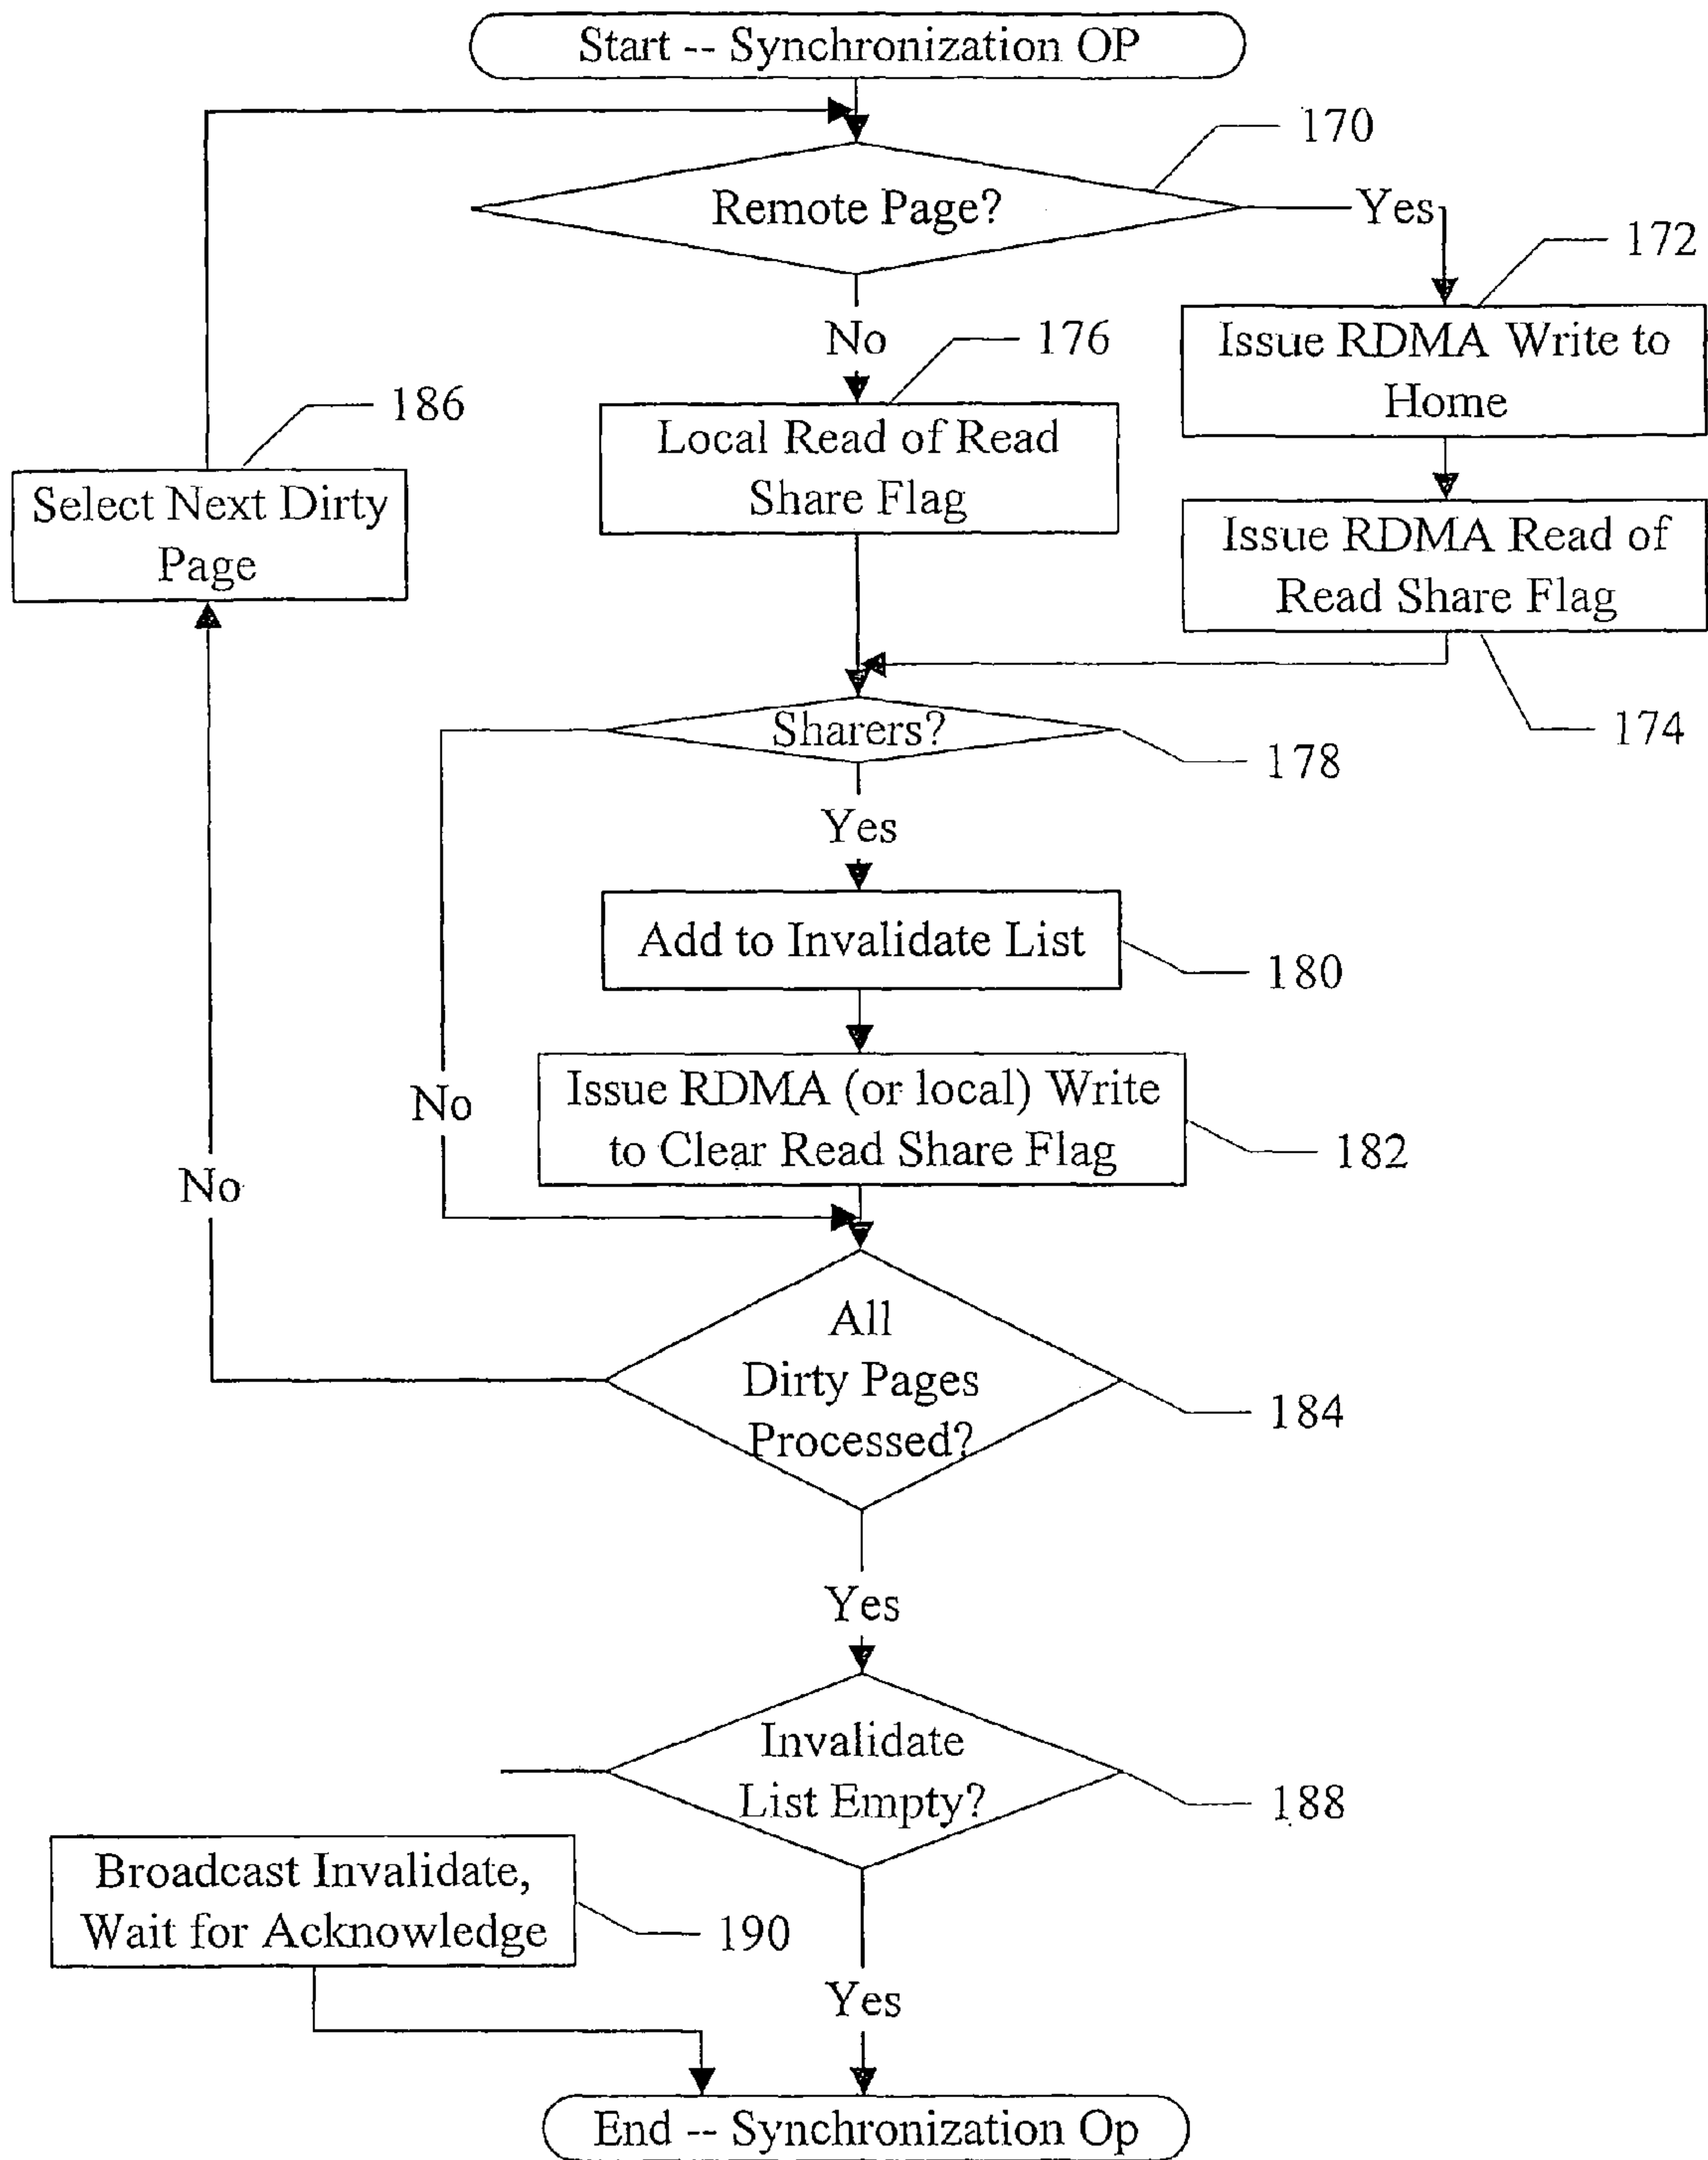 Start -- Synchronization OP
170
Remote Page?
Yes
172
No
176
Issue RDMA Write to
Home
186
Local Read of Read
Share Flag
Select Next Dirty
Page
Issue RDMA Read of
Read Share Flag
174
Sharers?
178
Yes
Add to Invalidate List
180
No
Issue RDMA (or local) Write
to Clear Read Share Flag
182
No
All
Dirty Pages
Processed?
184
Yes
Invalidate
List Empty?
188
Broadcast Invalidate,
Wait for Acknowledge
190
Yes
End -- Synchronization Op